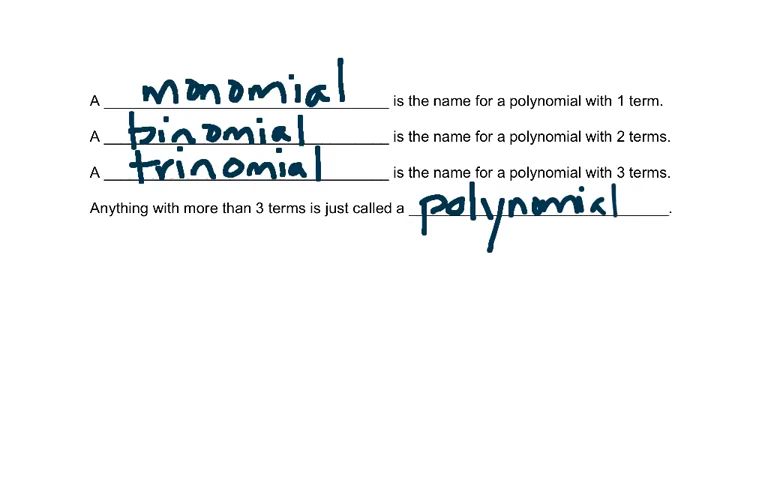 A monomial is the name for a polynomial with 1 term.
A binomial is the name for a polynomial with 2 terms.
A trinomial is the name for a polynomial with 3 terms.
Anything with more than 3 terms is just called a polynomial.